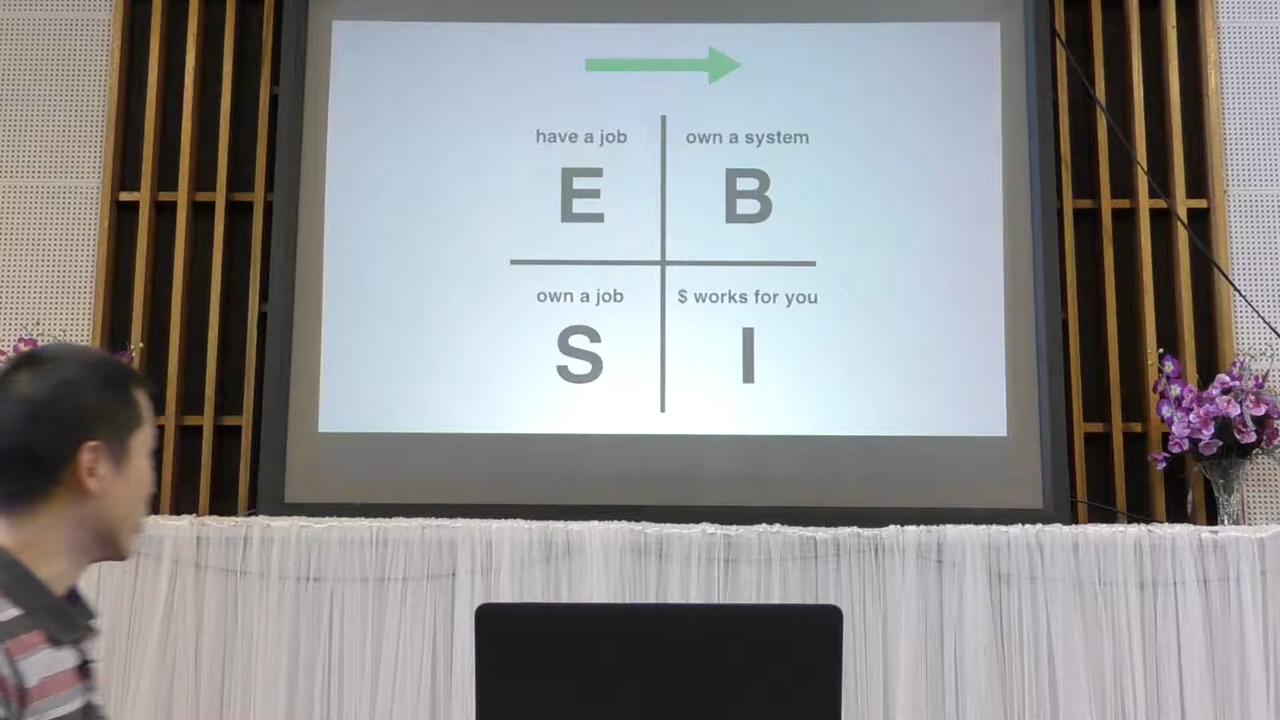 have a job
own a system
E
B
own a job
$ works for you
S
I